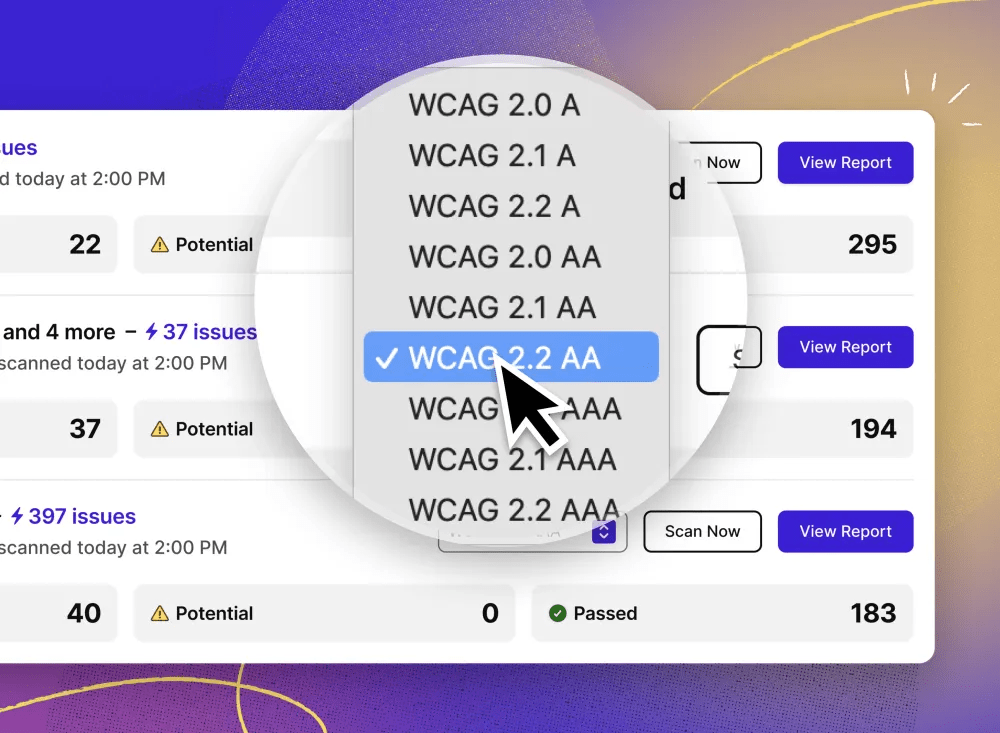 WCAG 2.0 A
WCAG 2.1 A
WCAG 2.2 A
WCAG 2.0 AA
WCAG 2.1 AA
✓ WCAG 2.2 AA
WCAG AAA
WCAG 2.1 AAA
WCAG 2.2 AAA
ues
d today at 2:00 PM
Now
View Report
22
Potential
295
and 4 more – 37 issues
scanned today at 2:00 PM
View Report
37
Potential
194
397 issues
scanned today at 2:00 PM
Scan Now
View Report
40
Potential
0
Passed
183